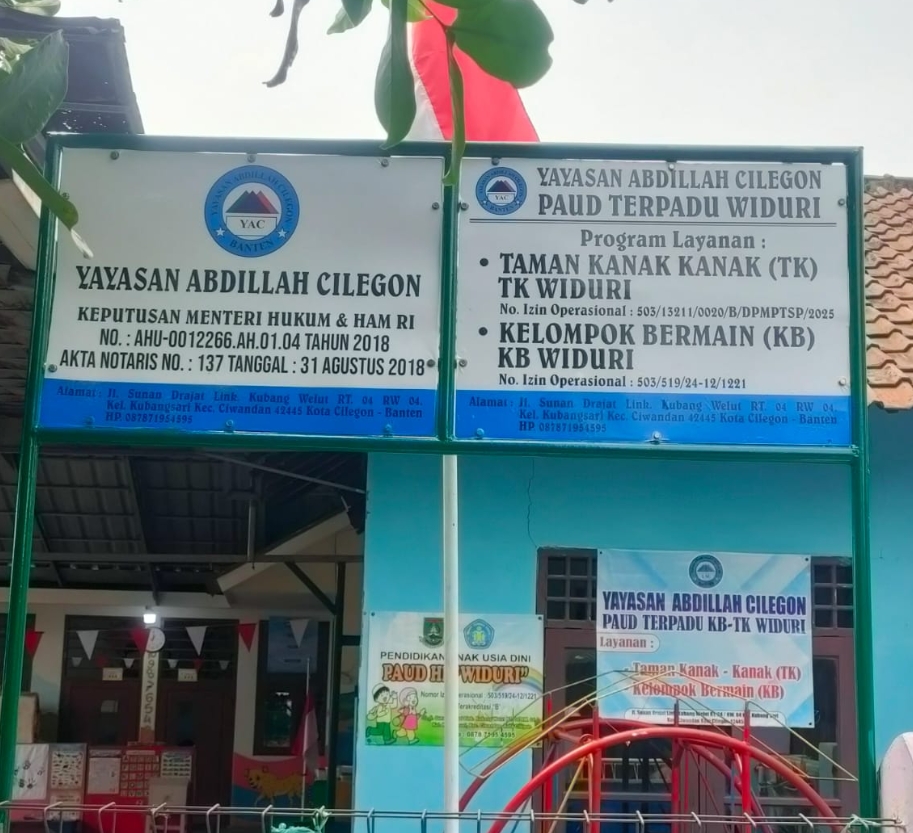 YAYASAN ABDILLAH CILEGON
YAC
BANTEN
YAYASAN ABDILLAH CILEGON
KEPUTUSAN MENTERI HUKUM & HAM RI
NO. : AHU-0012266.AH.01.04 TAHUN 2018
AKTA NOTARIS NO. : 137 TANGGAL : 31 AGUSTUS 2018
Alamat : Jl. Sunan Drajat Link. Kubang Welut RT. 04 RW 04.
Kel. Kubangsari Kec. Ciwandan 42445 Kota Cilegon - Banten
HP. 087871954595
YAC
YAYASAN ABDILLAH CILEGON
PAUD TERPADU WIDURI
Program Layanan :
• TAMAN KANAK KANAK (TK)
TK WIDURI
No. Izin Operasional : 503/13211/0020/B/DPMPTSP/2025
• KELOMPOK BERMAIN (KB)
KB WIDURI
No. Izin Operasional : 503/519/24-12/1221
Alamat : Jl. Sunan Drajat Link. Kubang Welut RT. 04 RW 04.
Kel. Kubangsari Kec. Ciwandan 42445 Kota Cilegon - Banten
HP. 087871954595
PENDIDIKAN ANAK USIA DINI
PAUD "WIDURI"
YAYASAN ABDILLAH CILEGON
PAUD TERPADU KB-TK WIDURI
Layanan :
Taman Kanak - Kanak (TK)
Kelompok Bermain (KB)